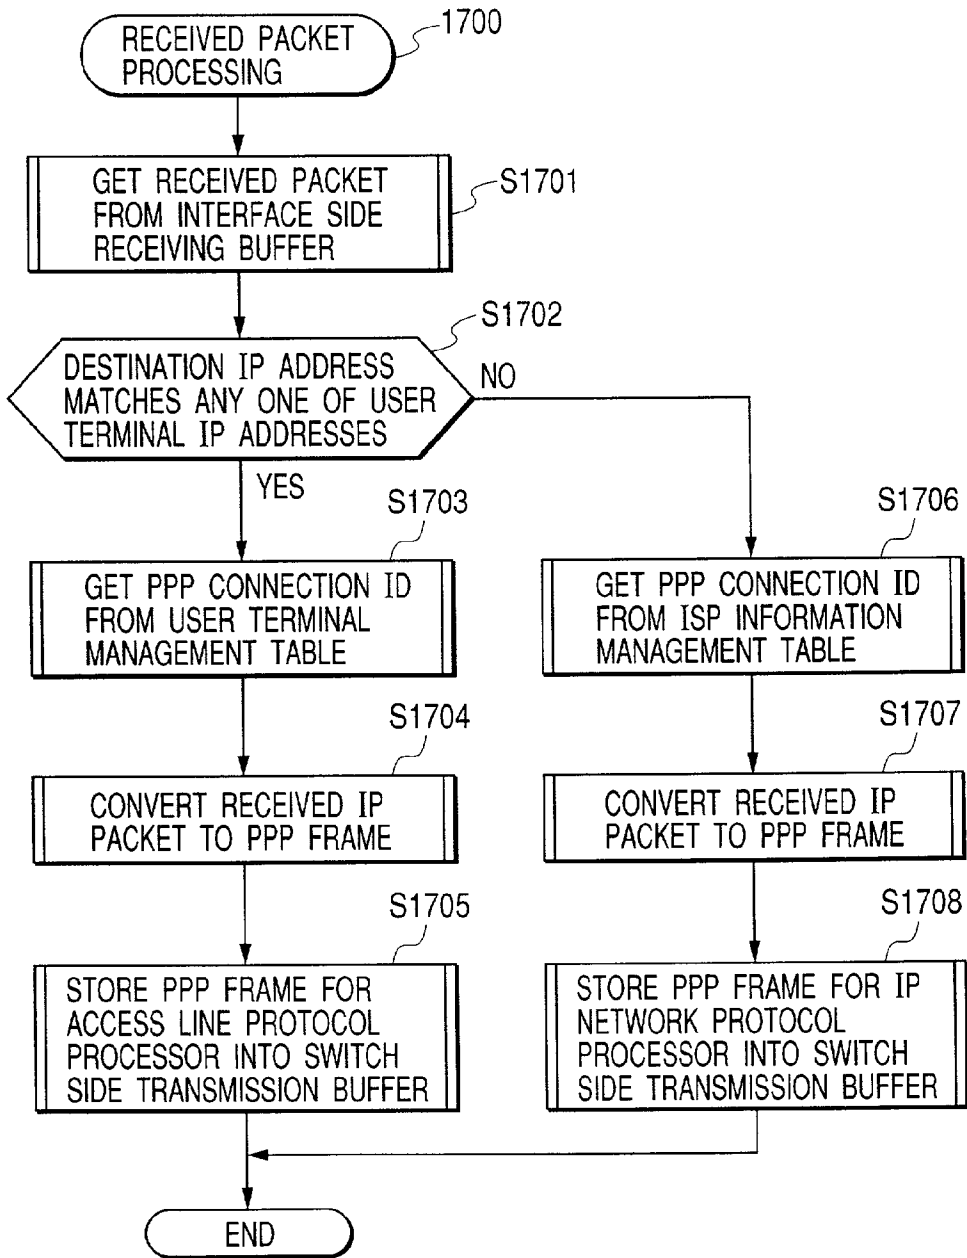 1700
RECEIVED PACKET
PROCESSING
S1701
GET RECEIVED PACKET
FROM INTERFACE SIDE
RECEIVING BUFFER
S1702
DESTINATION IP ADDRESS
MATCHES ANY ONE OF USER
TERMINAL IP ADDRESSES
NO
YES
S1703
GET PPP CONNECTION ID
FROM USER TERMINAL
MANAGEMENT TABLE
S1704
CONVERT RECEIVED IP
PACKET TO PPP FRAME
S1705
STORE PPP FRAME FOR
ACCESS LINE PROTOCOL
PROCESSOR INTO SWITCH
SIDE TRANSMISSION BUFFER
S1706
GET PPP CONNECTION ID
FROM ISP INFORMATION
MANAGEMENT TABLE
S1707
CONVERT RECEIVED IP
PACKET TO PPP FRAME
S1708
STORE PPP FRAME FOR IP
NETWORK PROTOCOL
PROCESSOR INTO SWITCH
SIDE TRANSMISSION BUFFER
END